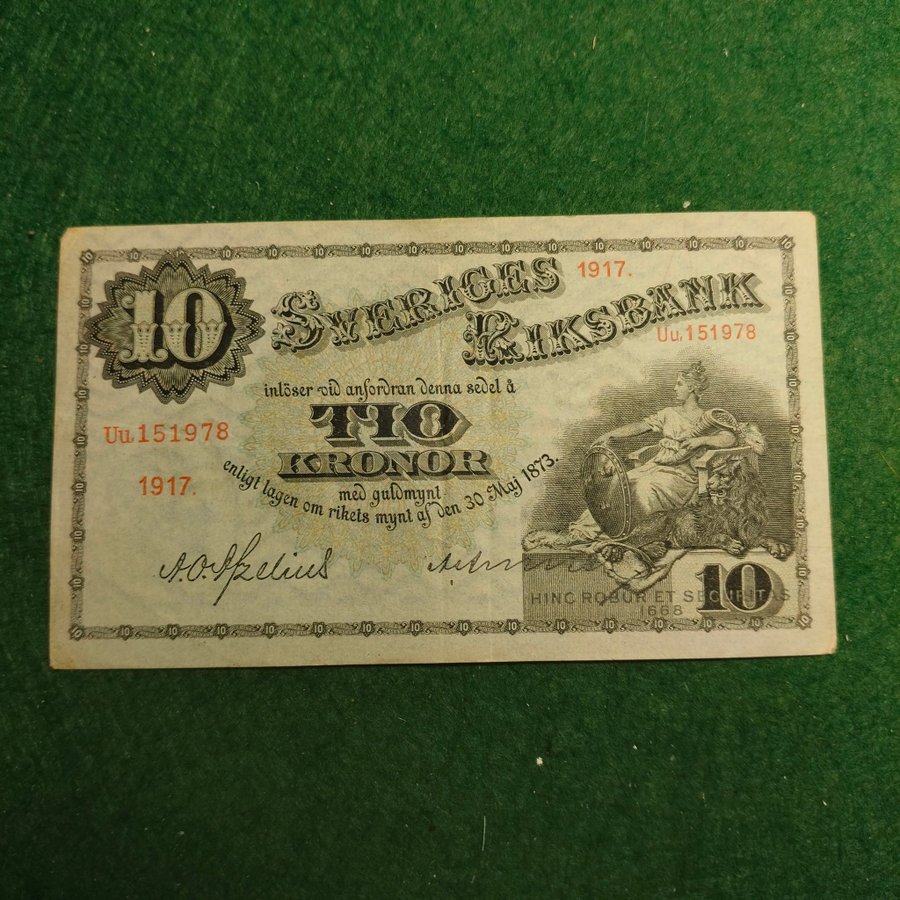 10
SVERIGES 1917.
RIKSBANK
Uu,151978
inlöser vid anfordran denna sedel å
TIO
KRONOR
Uu,151978
1917.
med guldmynt
enligt lagen om rikets mynt af den 30 Maj 1873.
10
HINC ROBUR ET SECURITAS
1668